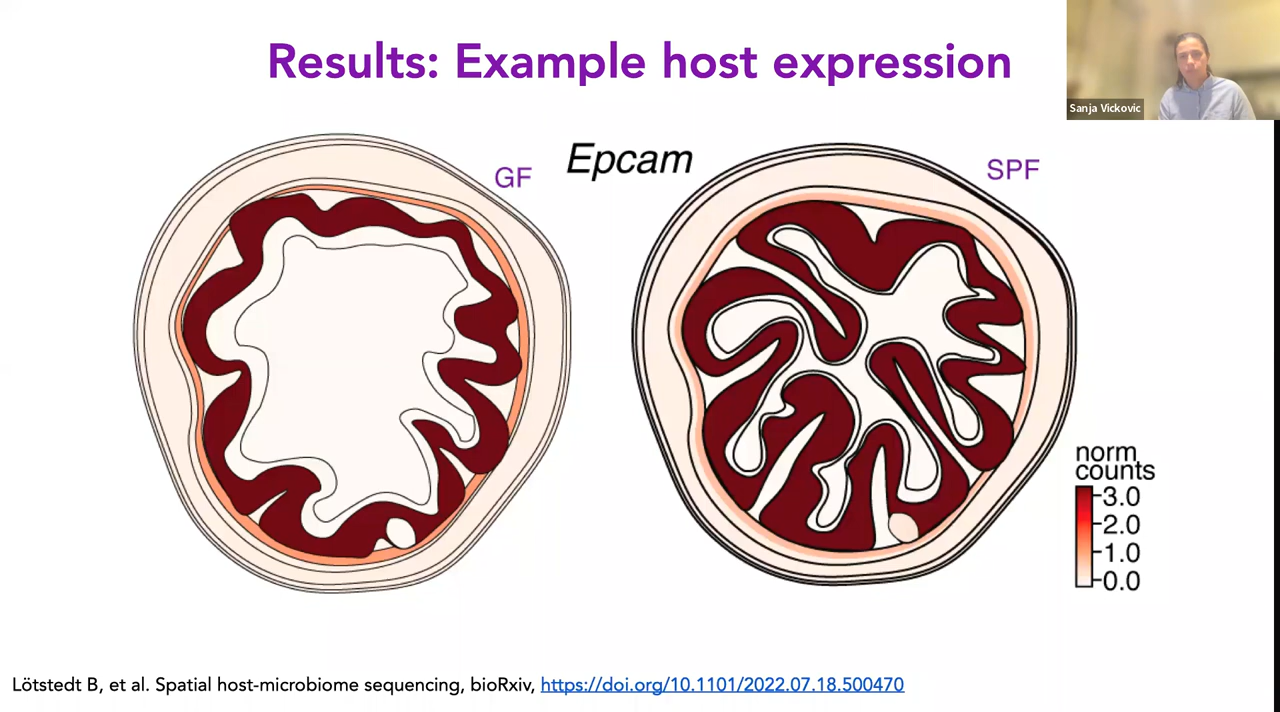 Results: Example host expression
Sanja Vickovic
GF
Epcam
SPF
norm
counts
3.0
2.0
1.0
0.0
Lötstedt B, et al. Spatial host-microbiome sequencing, bioRxiv, https://doi.org/10.1101/2022.07.18.500470